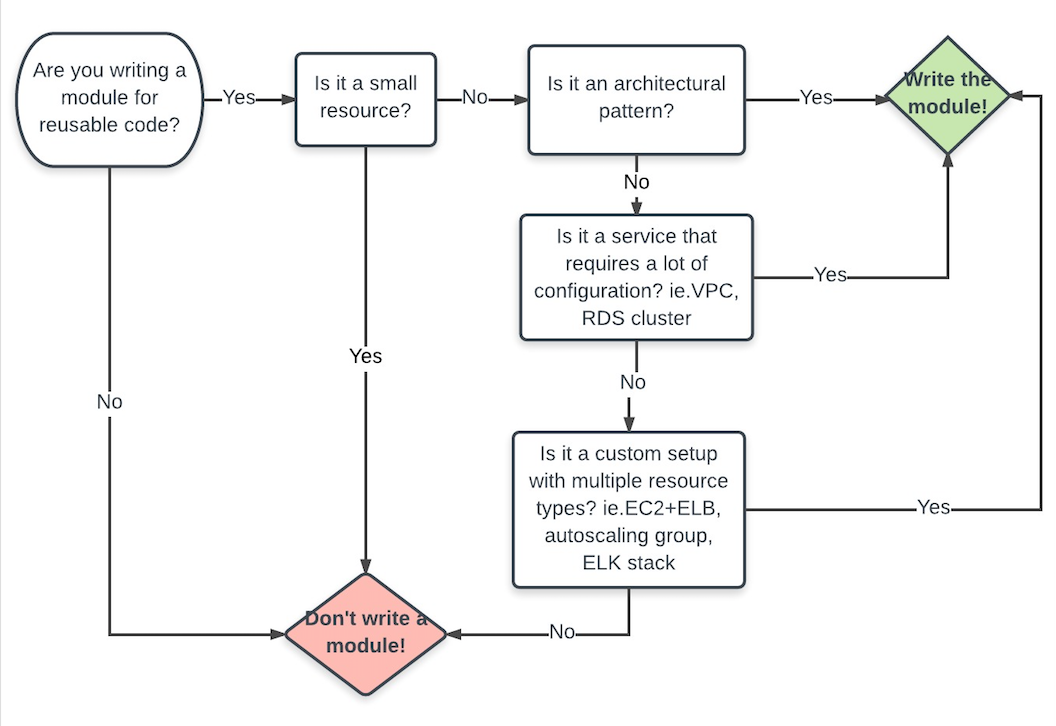 Are you writing a
module for
reusable code?
Yes
Is it a small
resource?
No
Is it an architectural
pattern?
Yes
Write the
module!
No
Is it a service that
requires a lot of
configuration? ie.VPC,
RDS cluster
Yes
Yes
No
No
Is it a custom setup
with multiple resource
types? ie.EC2+ELB,
autoscaling group,
ELK stack
Yes
Don't write a
module!
No